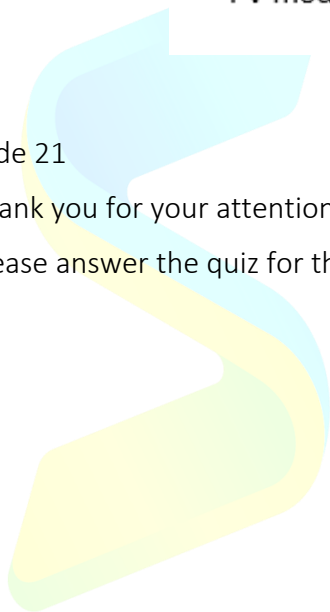 de 21
ank you for your attention
ease answer the quiz for th